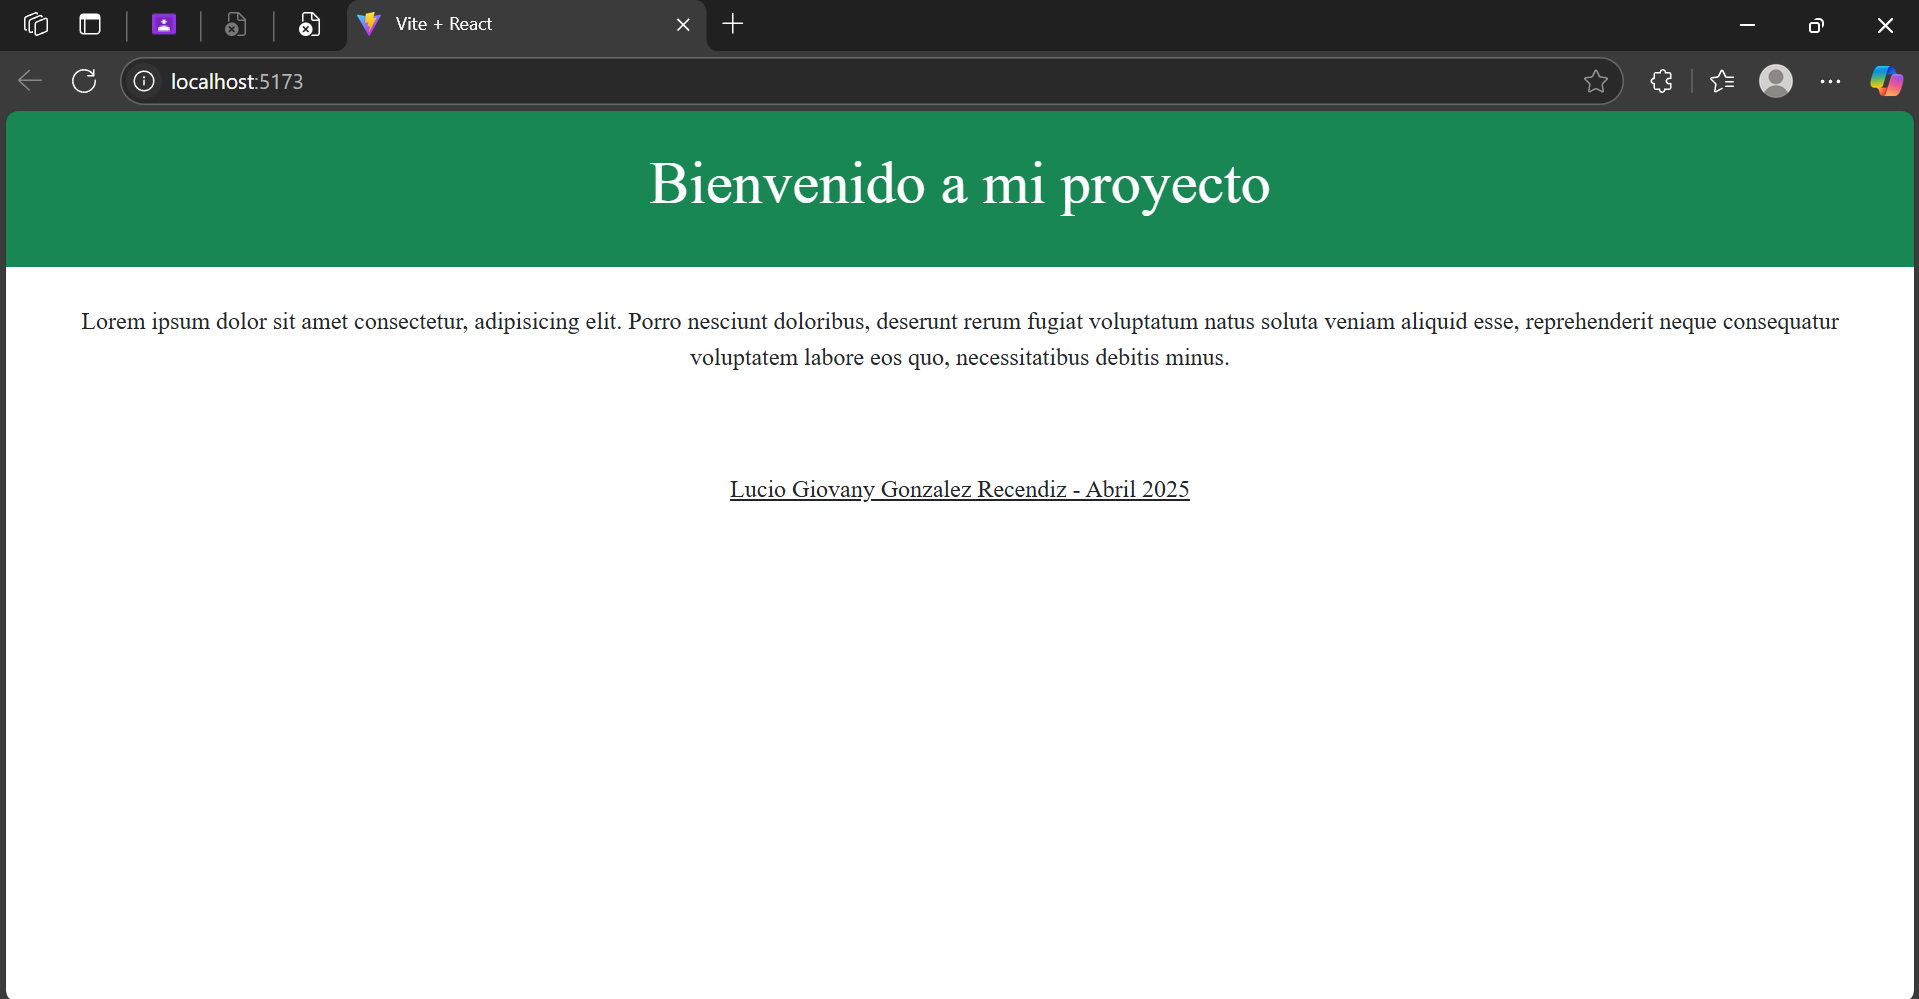 Vite + React
localhost:5173
Bienvenido a mi proyecto
Lorem ipsum dolor sit amet consectetur, adipisicing elit. Porro nesciunt doloribus, deserunt rerum fugiat voluptatum natus soluta veniam aliquid esse, reprehenderit neque consequatur
voluptatem labore eos quo, necessitatibus debitis minus.
Lucio Giovany Gonzalez Recendiz - Abril 2025